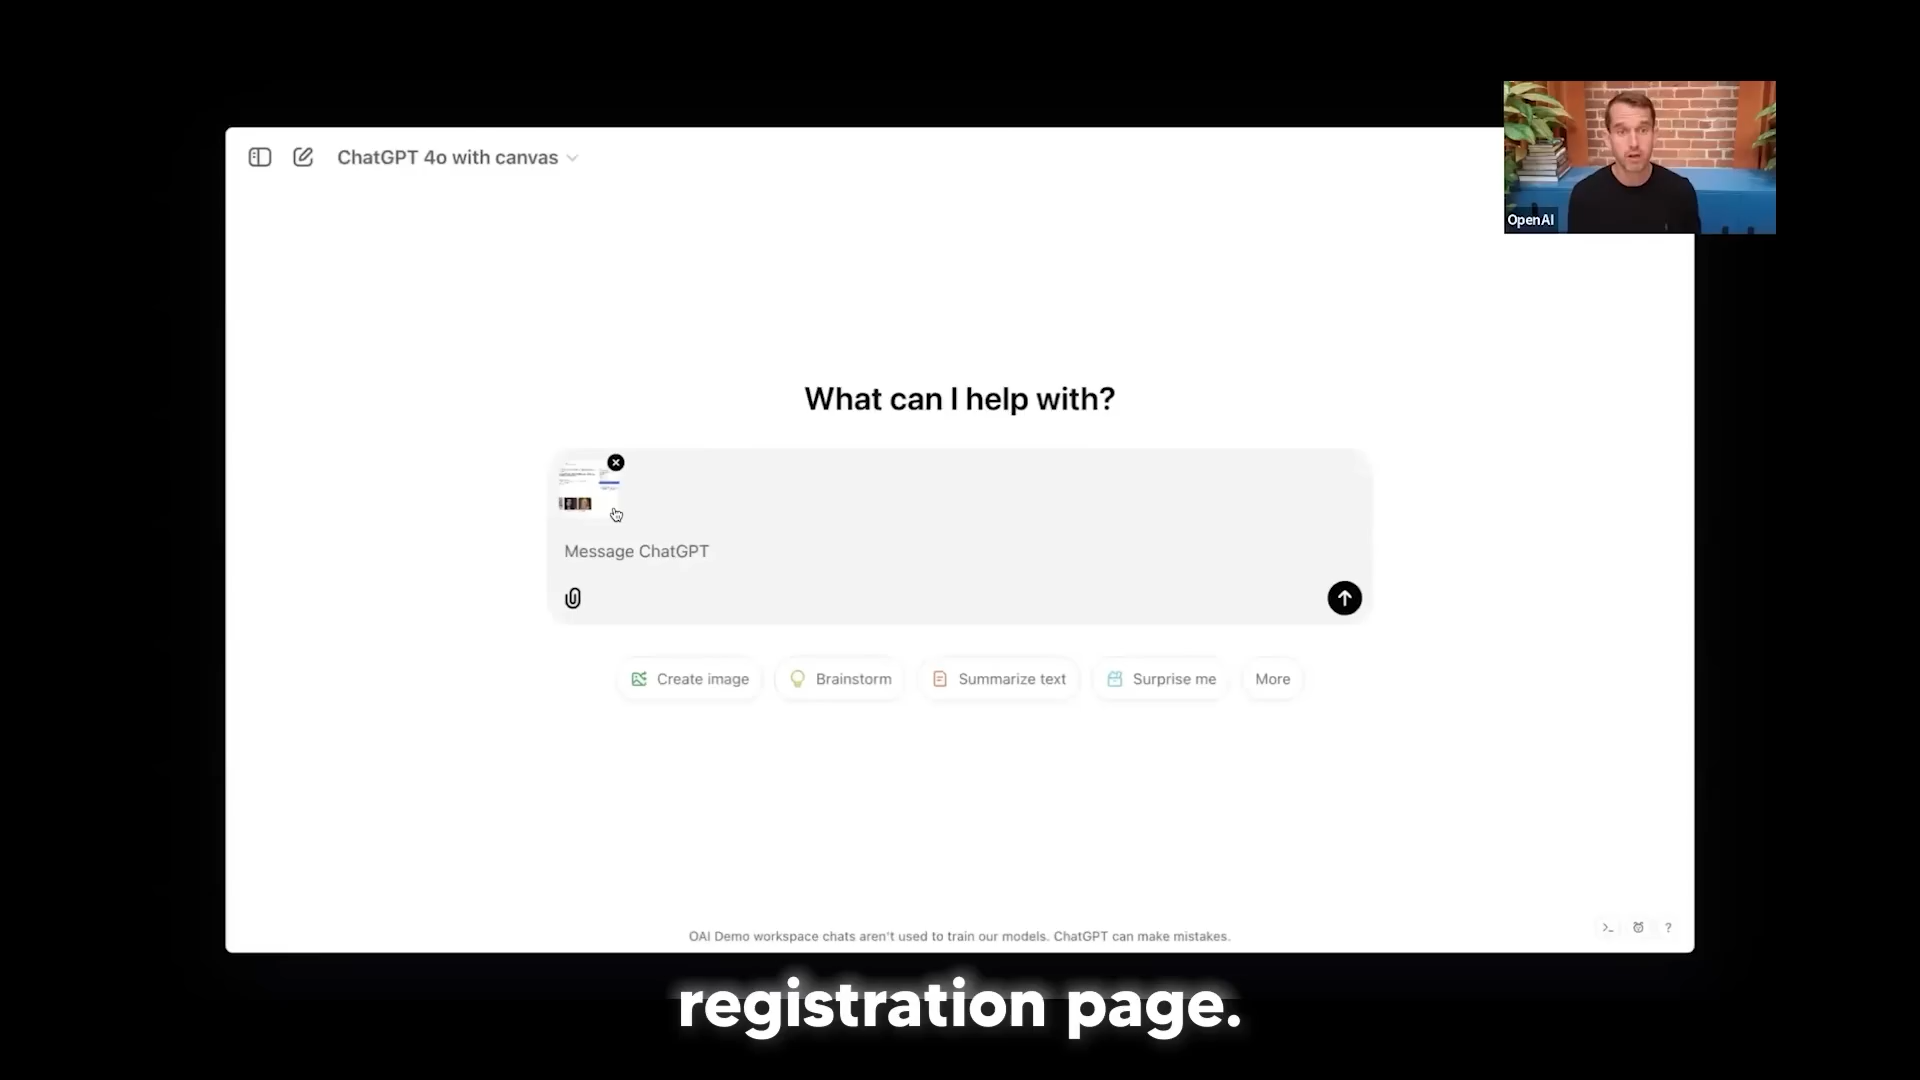 ChatGPT 4o with canvas
OpenAI
What can I help with?
Message ChatGPT
Create image
Brainstorm
Summarize text
Surprise me
More
OAI Demo workspace chats aren't used to train our models. ChatGPT can make mistakes.
?
registration page.